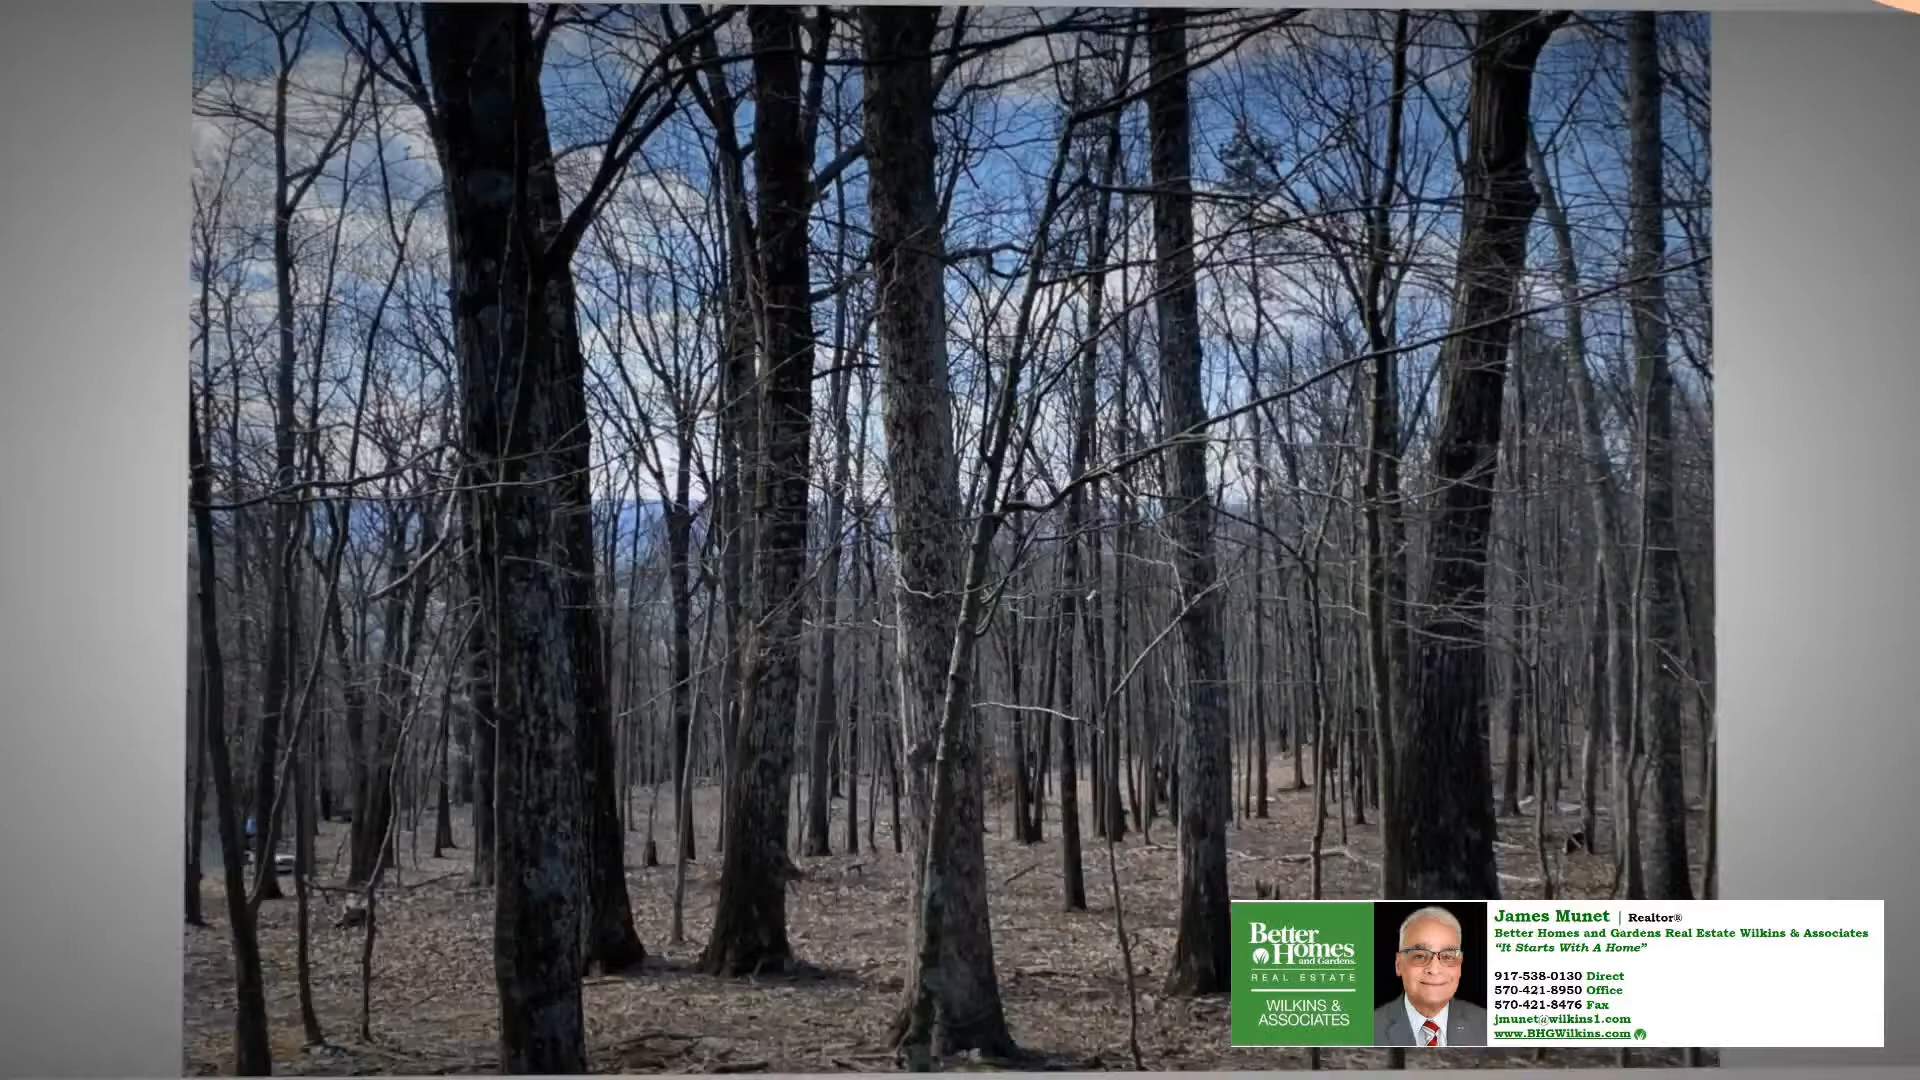 Better
Homes
and Gardens.
REAL ESTATE
WILKINS &
ASSOCIATES
James Munet | Realtor®
Better Homes and Gardens Real Estate Wilkins & Associates
“It Starts With A Home”
917-538-0130 Direct
570-421-8950 Office
570-421-8476 Fax
jmunet@wilkins1.com
www.BHGWilkins.com